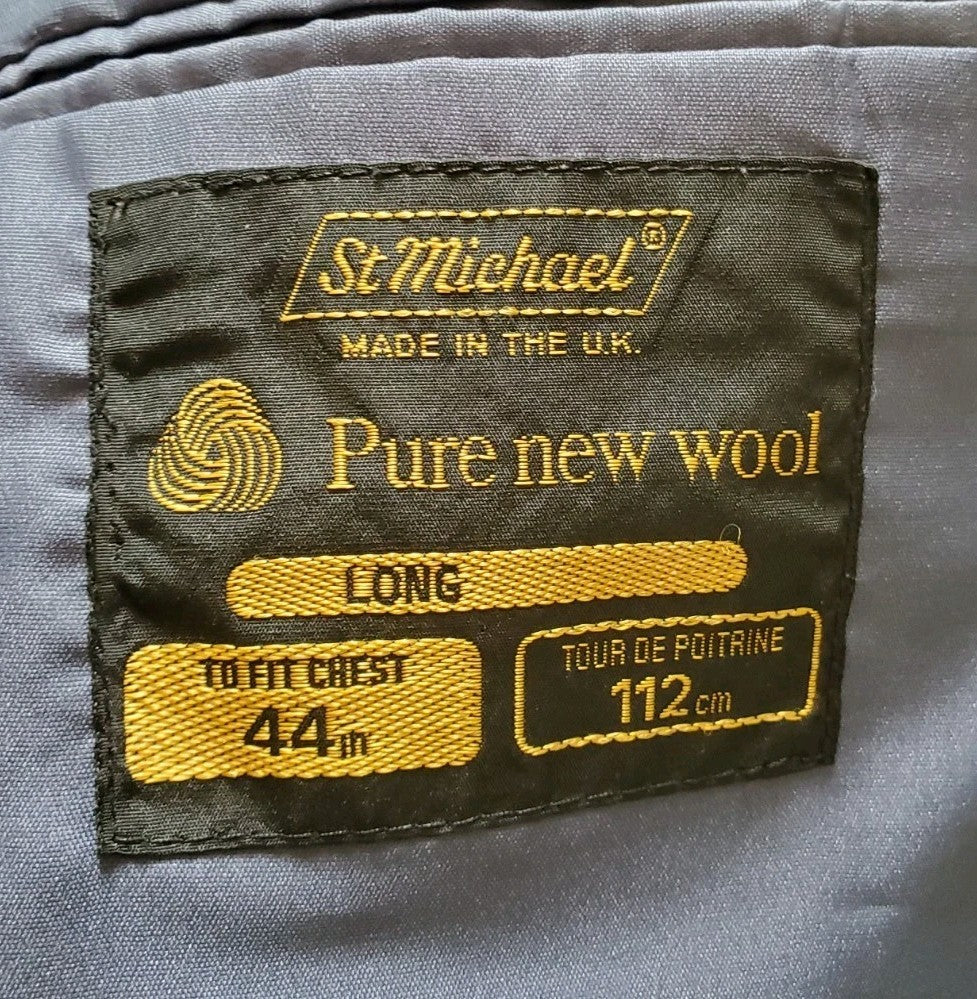 St Michael®
MADE IN THE U.K.
Pure new wool
LONG
TO FIT CHEST
44in
TOUR DE POITRINE
112cm